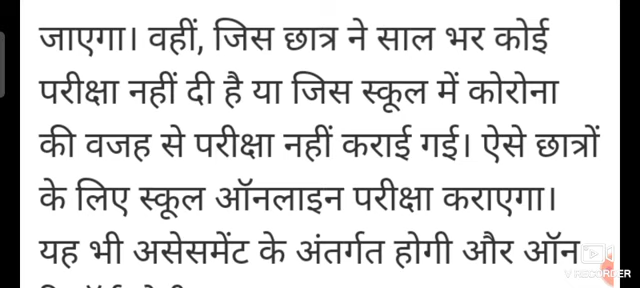 जाएगा। वहीं, जिस छात्र ने साल भर कोई
परीक्षा नहीं दी है या जिस स्कूल में कोरोना
की वजह से परीक्षा नहीं कराई गई। ऐसे छात्रों
के लिए स्कूल ऑनलाइन परीक्षा कराएगा।
यह भी असेसमेंट के अंतर्गत होगी और ऑन
V RECORDER